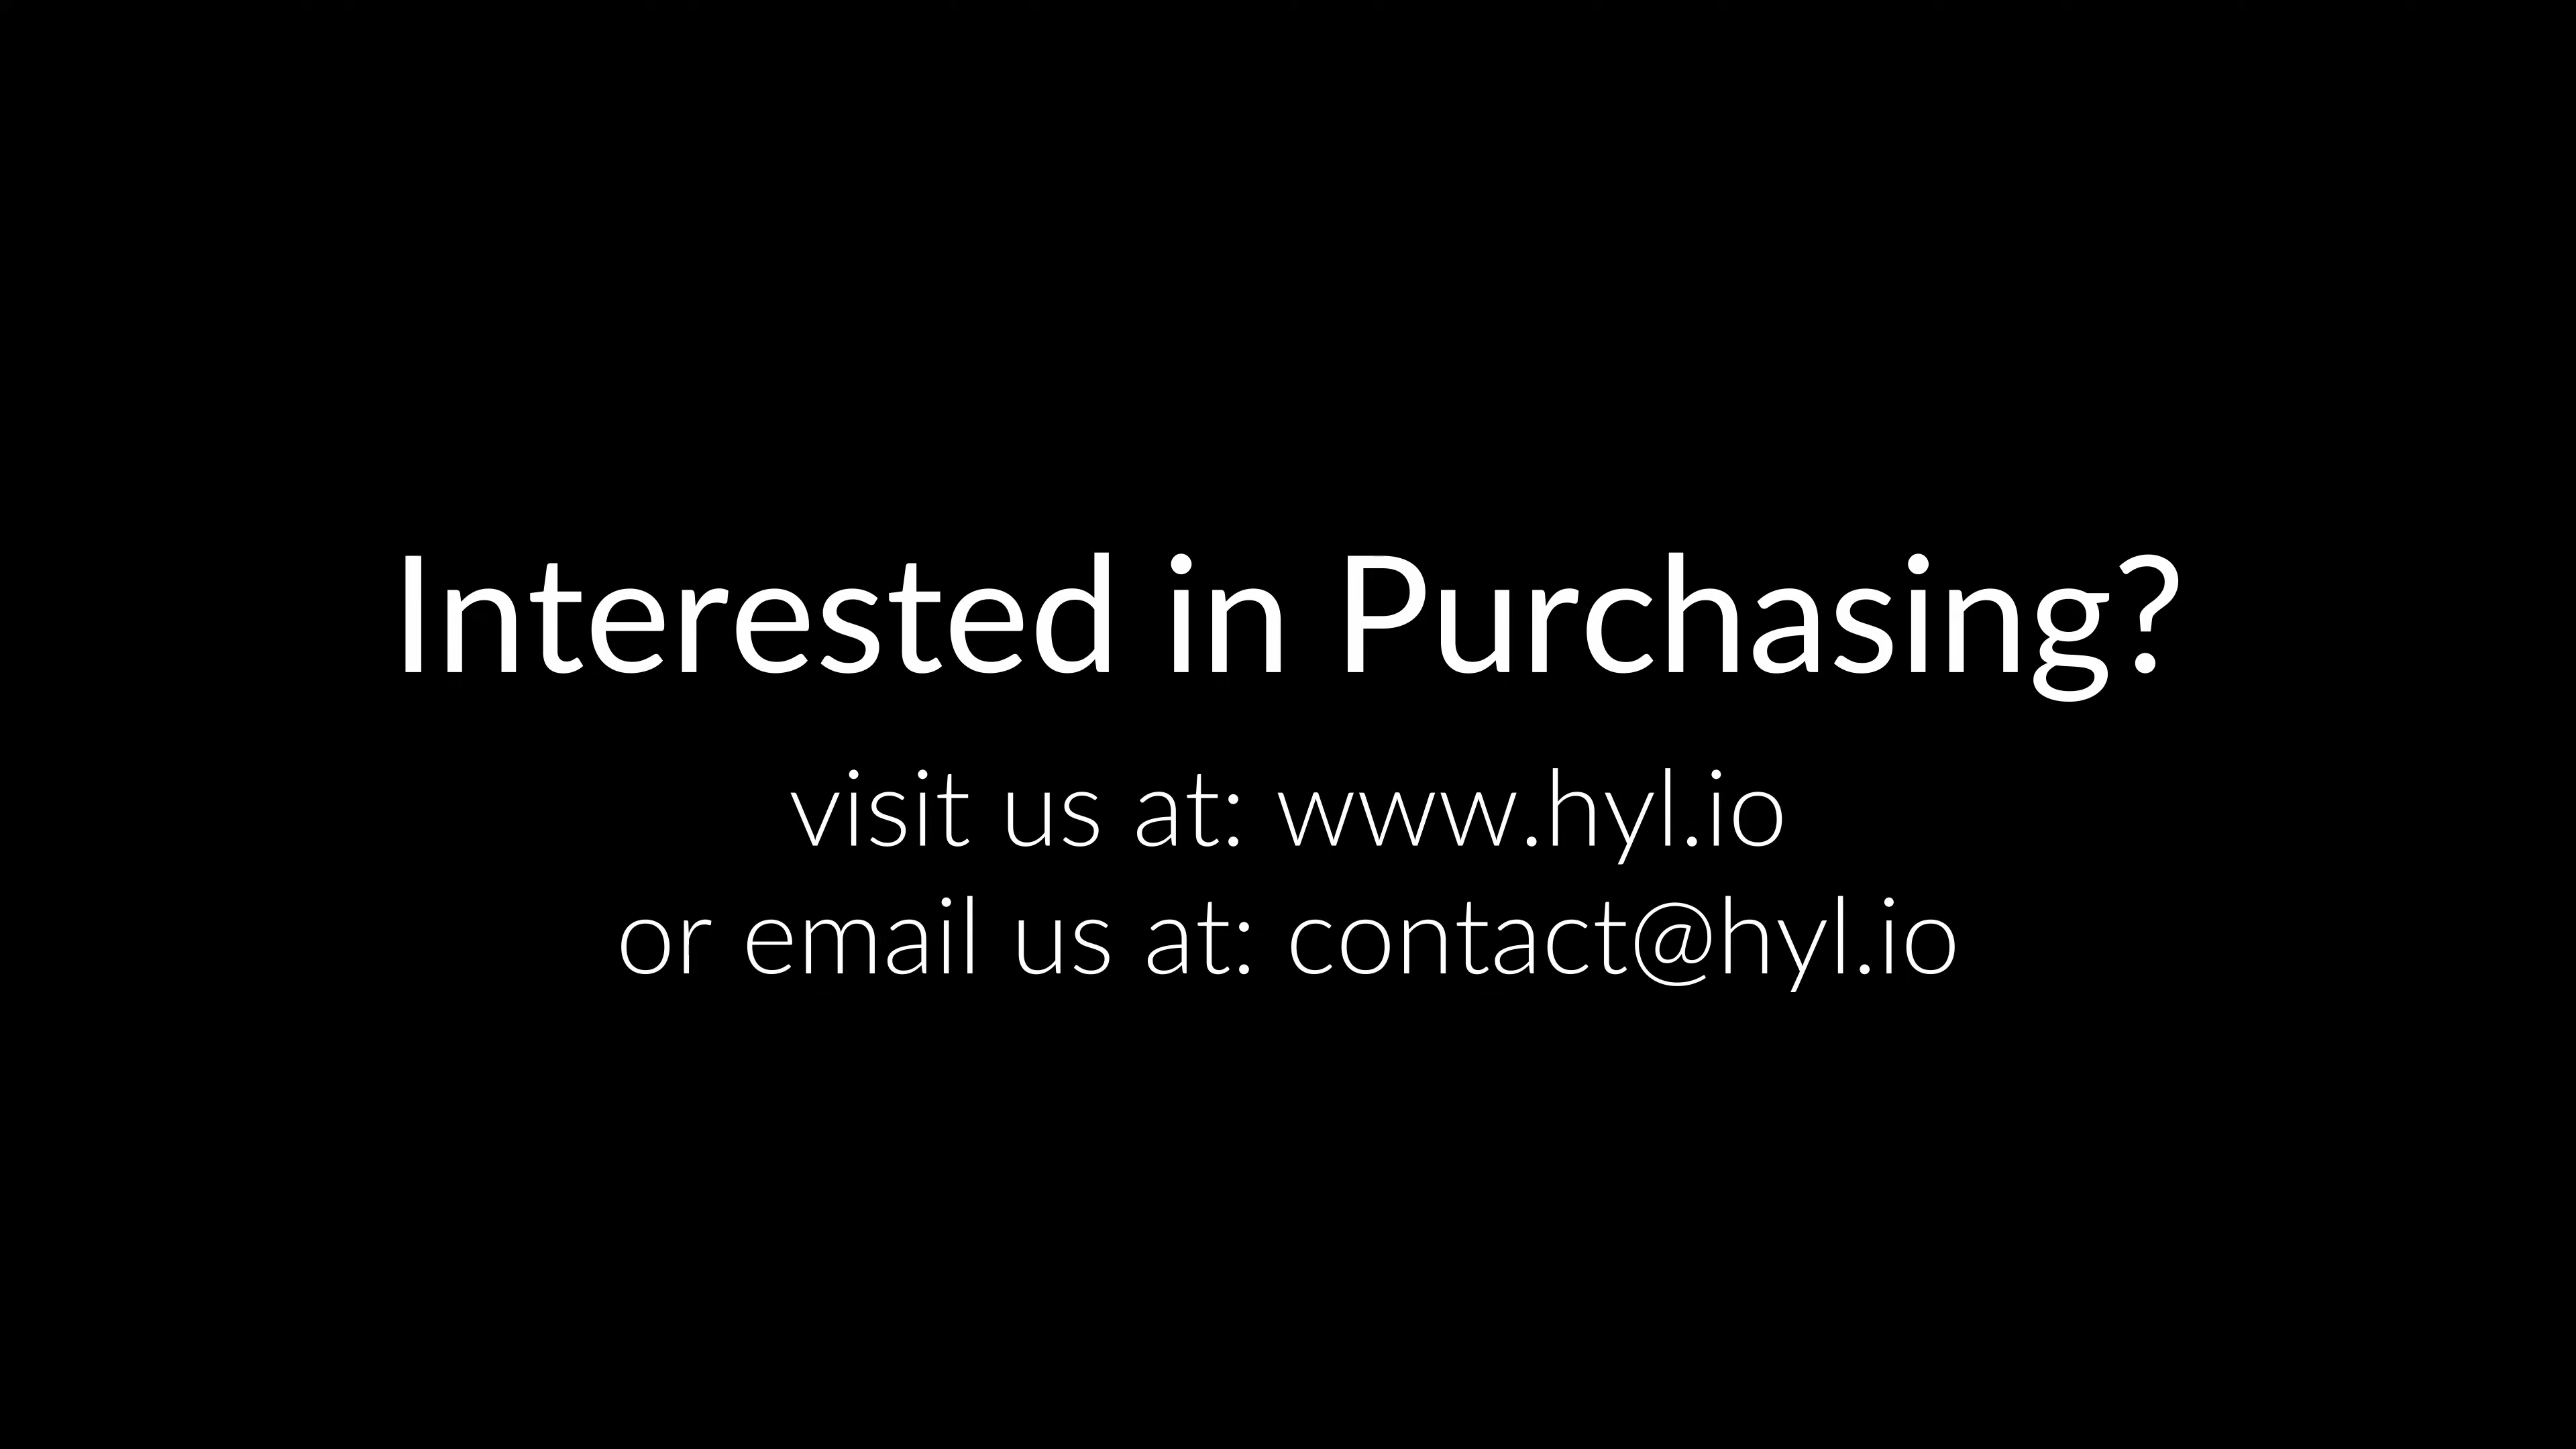 Interested in Purchasing?
visit us at: www.hyl.io
or email us at: contact@hyl.io